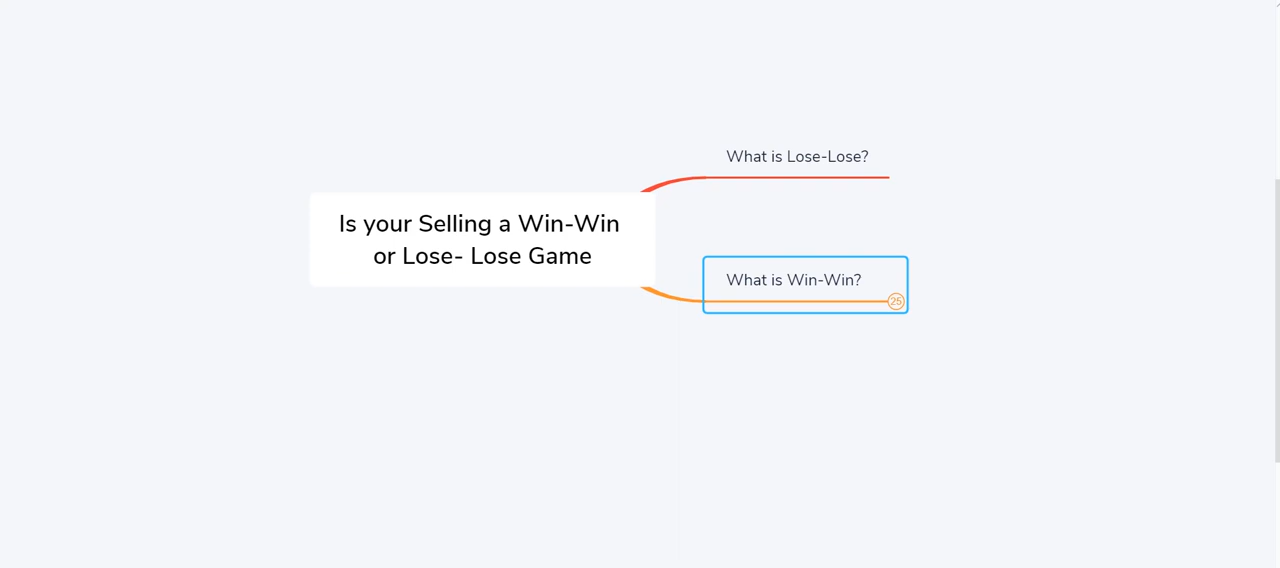 What is Lose-Lose?
Is your Selling a Win-Win
or Lose- Lose Game
What is Win-Win?
25